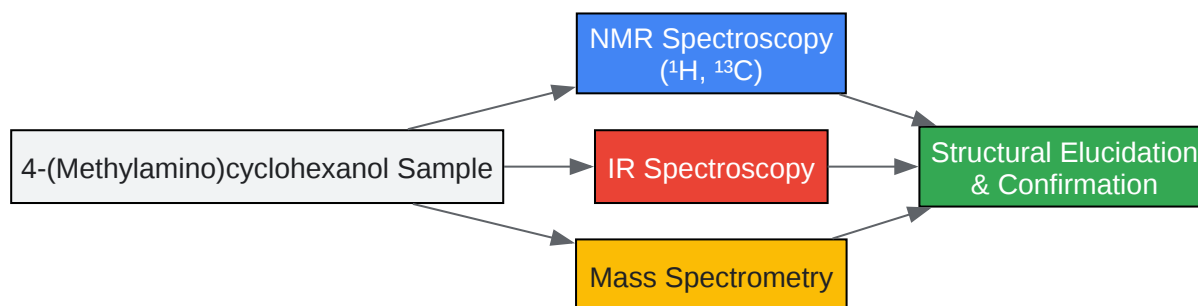 NMR Spectroscopy
(¹H, ¹³C)
4-(Methylamino)cyclohexanol Sample
IR Spectroscopy
Structural Elucidation
& Confirmation
Mass Spectrometry